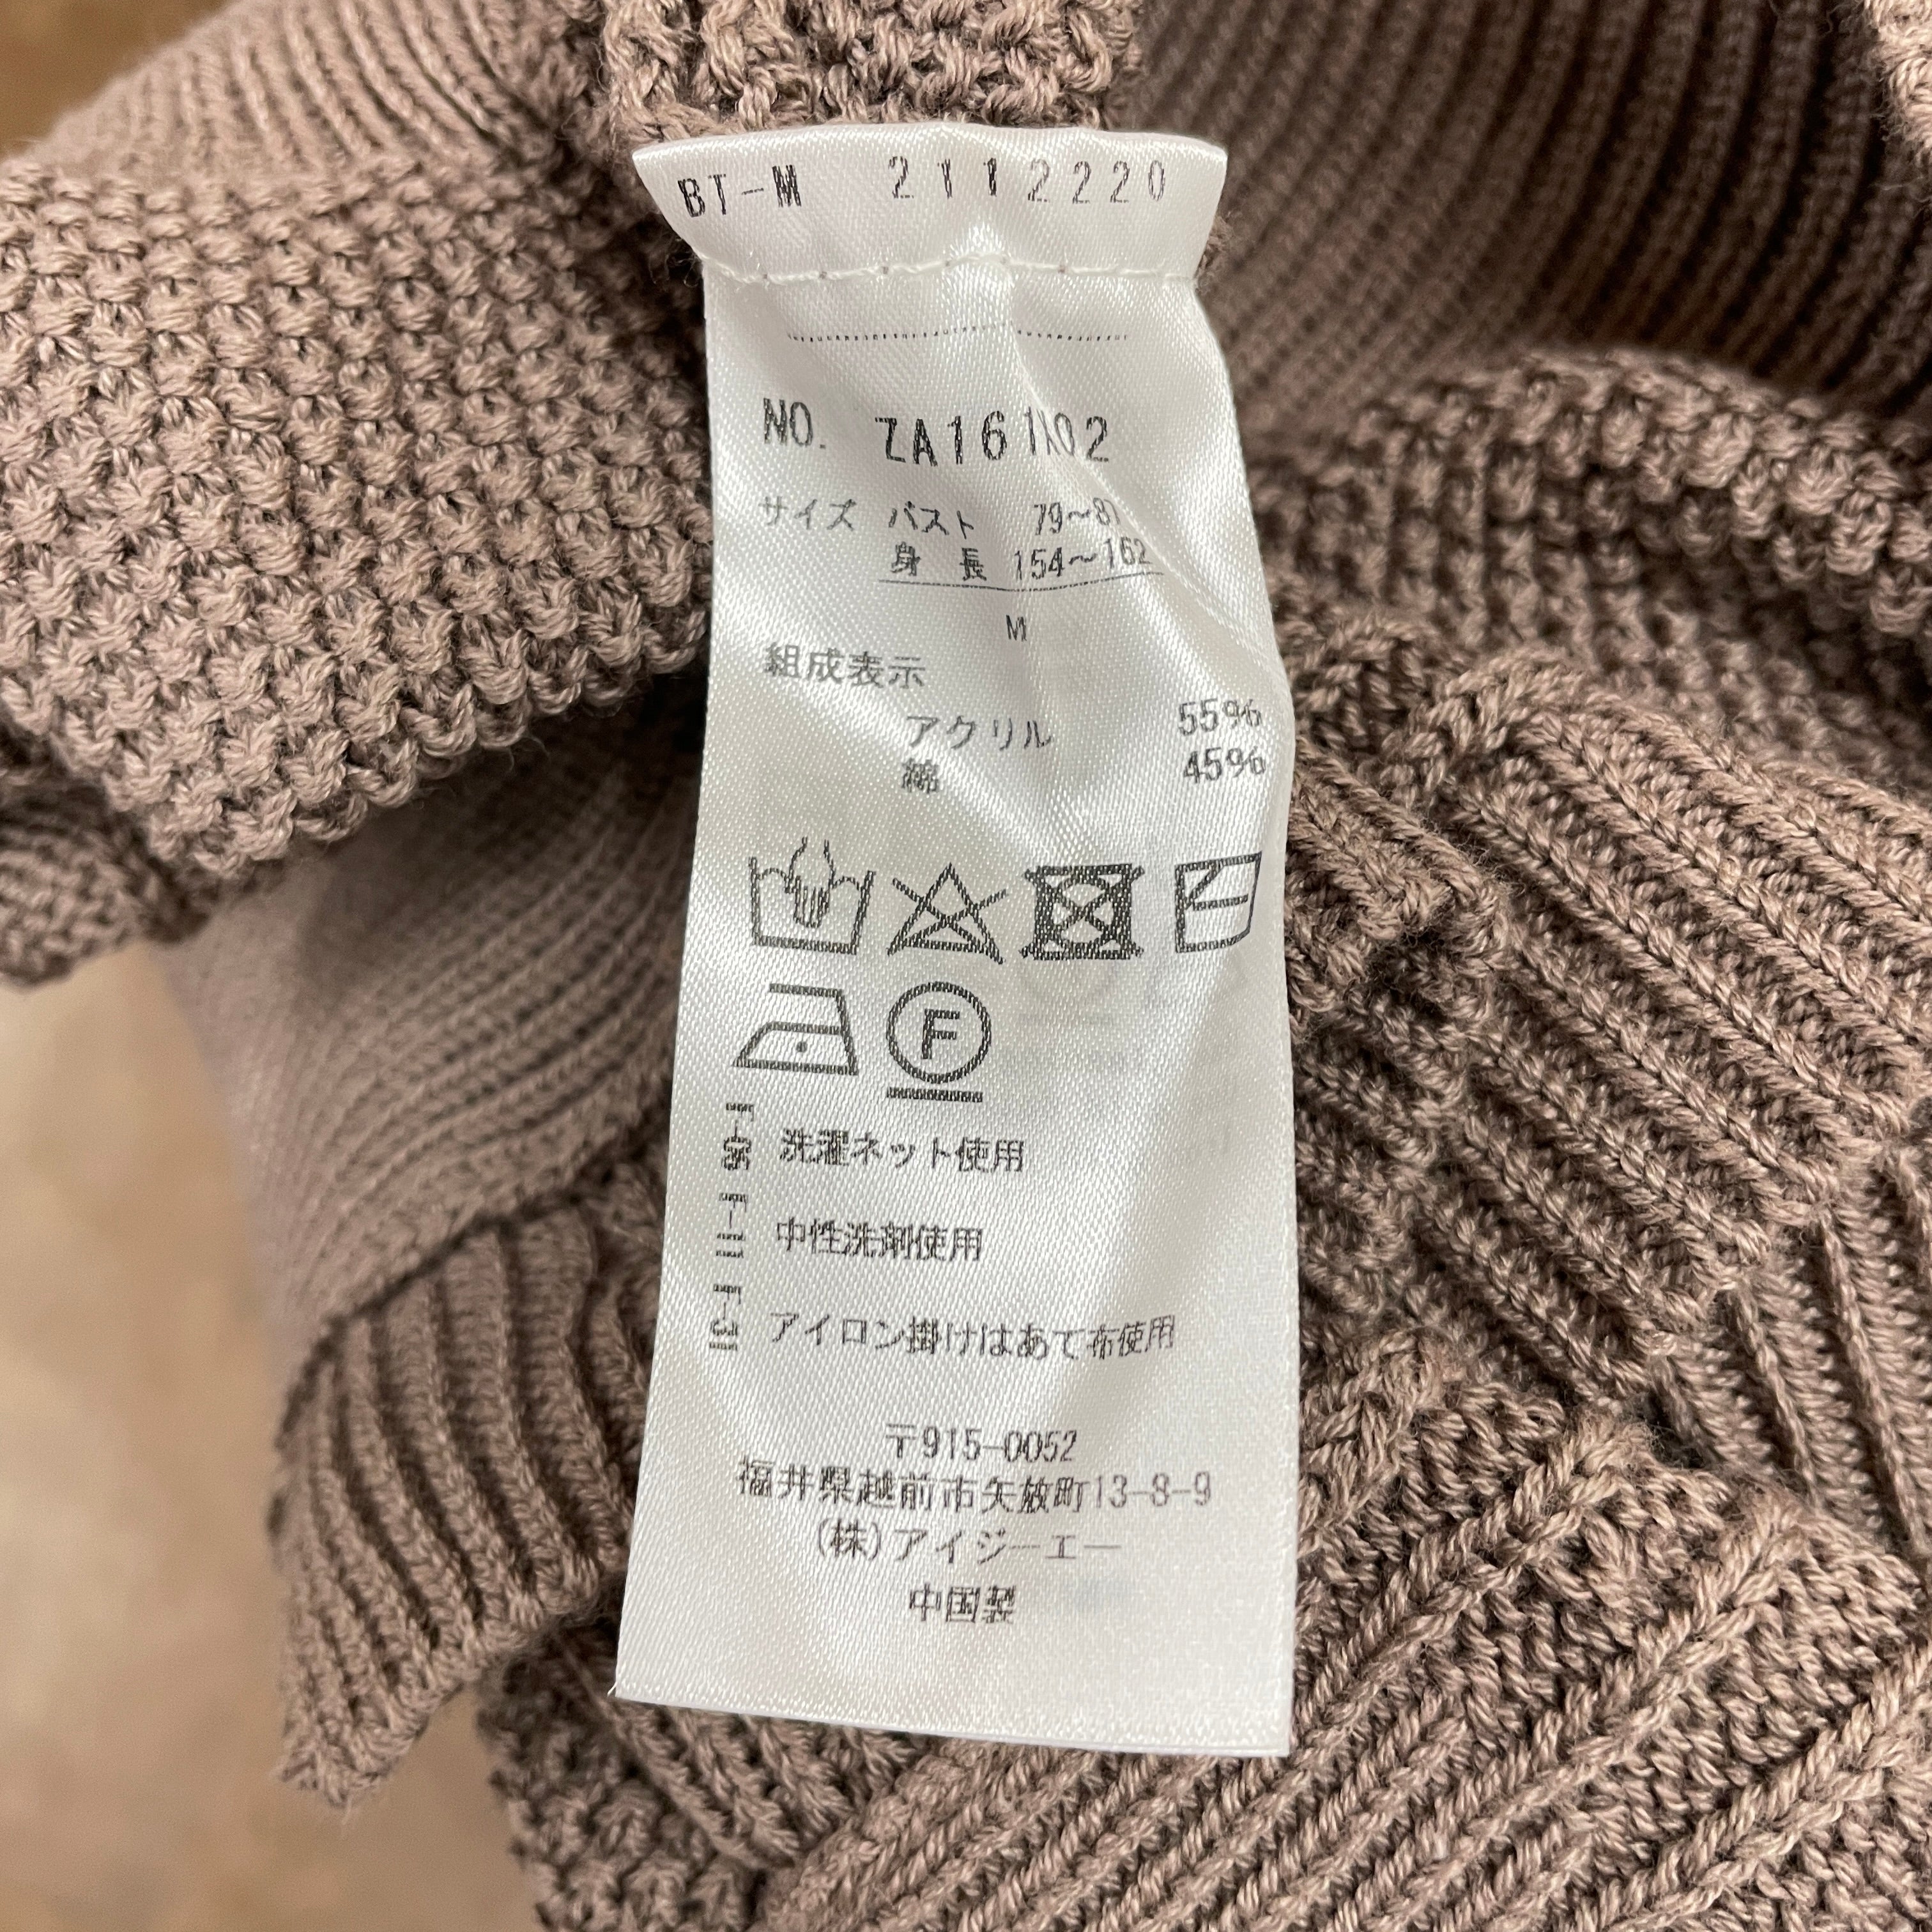 BT-M 2112220
NO. ZA161K02
サイズ バスト 79~87
身 長 154~162
M
組成表示
アクリル 55%
綿 45%
F
F-06 洗濯ネット使用
F-11 中性洗剤使用
F-31 アイロン掛けはあて布使用
〒915-0052
福井県越前市矢放町13-8-9
(株)アイジーエー
中国製